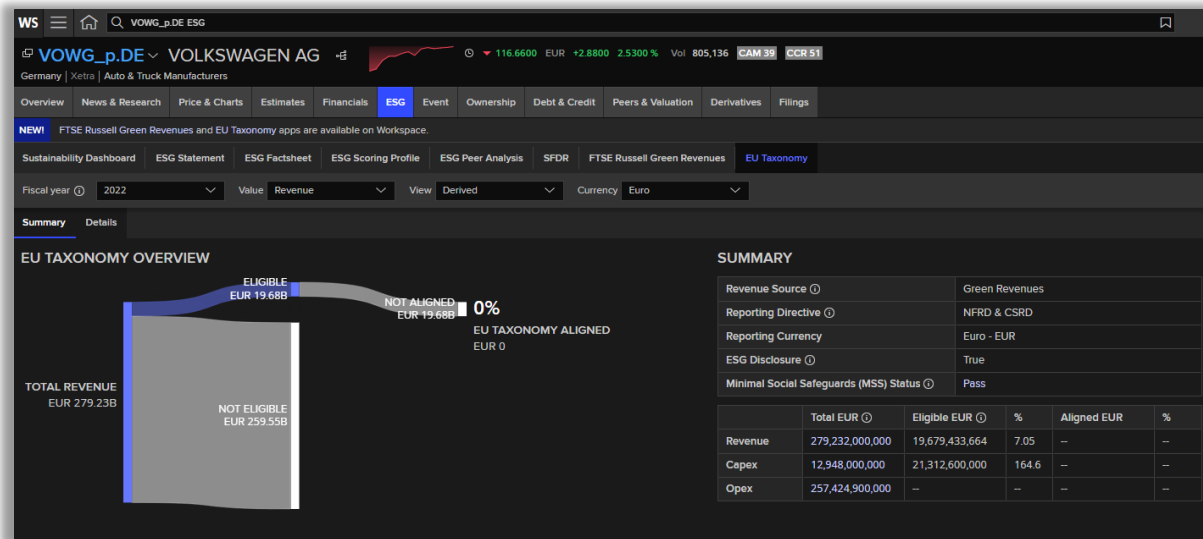 WS VOWG_p.DE ESG
VOWG_p.DE VOLKSWAGEN AG 116.6600 EUR +2.8800 2.5300 % Vol 805,136 CAM 39 CCR 51
Germany | Xetra | Auto & Truck Manufacturers
Overview News & Research Price & Charts Estimates Financials ESG Event Ownership Debt & Credit Peers & Valuation Derivatives Filings
NEW! FTSE Russell Green Revenues and EU Taxonomy apps are available on Workspace.
Sustainability Dashboard ESG Statement ESG Factsheet ESG Scoring Profile ESG Peer Analysis SFDR FTSE Russell Green Revenues EU Taxonomy
Fiscal year 2022 Value Revenue View Derived Currency Euro
Summary Details
EU TAXONOMY OVERVIEW
ELIGIBLE
EUR 19.68B
NOT ALIGNED
EUR 19.68B
0%
EU TAXONOMY ALIGNED
EUR 0
TOTAL REVENUE
EUR 279.23B
NOT ELIGIBLE
EUR 259.55B
SUMMARY
Revenue Source Green Revenues
Reporting Directive NFRD & CSRD
Reporting Currency Euro - EUR
ESG Disclosure True
Minimal Social Safeguards (MSS) Status Pass
Total EUR Eligible EUR % Aligned EUR %
Revenue 279,232,000,000 19,679,433,664 7.05 -- --
Capex 12,948,000,000 21,312,600,000 164.6 -- --
Opex 257,424,900,000 -- -- -- --